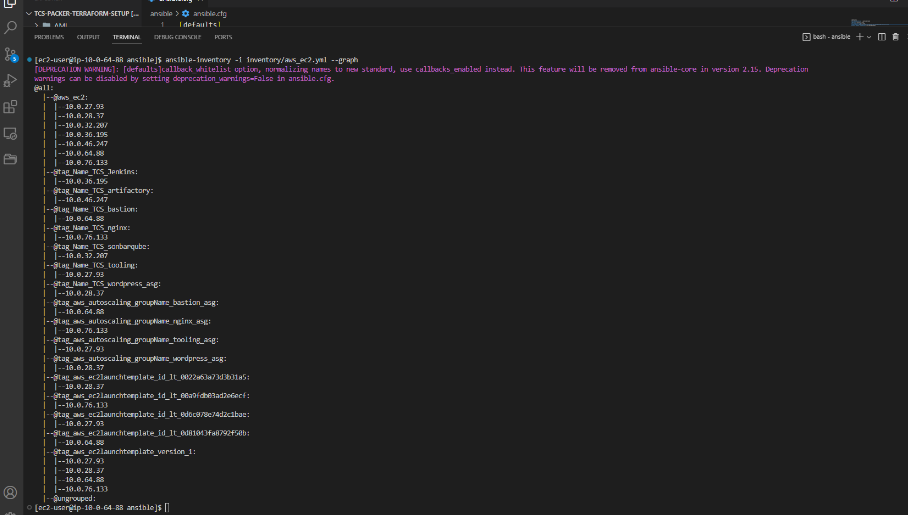 TCS-PACKER-TERRAFORM-SETUP [...
ansible > ansible.cfg
AMI
1 [defaults]
PROBLEMS OUTPUT TERMINAL DEBUG CONSOLE PORTS
bash - ansible
[ec2-user@ip-10-0-64-88 ansible]$ ansible-inventory -i inventory/aws_ec2.yml --graph
[DEPRECATION WARNING]: [defaults]callback_whitelist option, normalizing names to new standard, use callbacks_enabled instead. This feature will be removed from ansible-core in version 2.15. Deprecation
warnings can be disabled by setting deprecation_warnings=False in ansible.cfg.
@all:
|--@aws_ec2:
| |--10.0.27.93
| |--10.0.28.37
| |--10.0.32.207
| |--10.0.36.195
| |--10.0.46.247
| |--10.0.64.88
| |--10.0.76.133
|--@tag_Name_TCS_Jenkins:
| |--10.0.36.195
|--@tag_Name_TCS_artifactory:
| |--10.0.46.247
|--@tag_Name_TCS_bastion:
| |--10.0.64.88
|--@tag_Name_TCS_nginx:
| |--10.0.76.133
|--@tag_Name_TCS_sonbarqube:
| |--10.0.32.207
|--@tag_Name_TCS_tooling:
| |--10.0.27.93
|--@tag_Name_TCS_wordpress_asg:
| |--10.0.28.37
|--@tag_aws_autoscaling_groupName_bastion_asg:
| |--10.0.64.88
|--@tag_aws_autoscaling_groupName_nginx_asg:
| |--10.0.76.133
|--@tag_aws_autoscaling_groupName_tooling_asg:
| |--10.0.27.93
|--@tag_aws_autoscaling_groupName_wordpress_asg:
| |--10.0.28.37
|--@tag_aws_ec2launchtemplate_id_lt_0022a63a73d3b31a5:
| |--10.0.28.37
|--@tag_aws_ec2launchtemplate_id_lt_00a9fdb03ad2e6ecf:
| |--10.0.76.133
|--@tag_aws_ec2launchtemplate_id_lt_0d6c078e74d2c1bae:
| |--10.0.27.93
|--@tag_aws_ec2launchtemplate_id_lt_0d81043fa8792f50b:
| |--10.0.64.88
|--@tag_aws_ec2launchtemplate_version_1:
| |--10.0.27.93
| |--10.0.28.37
| |--10.0.64.88
| |--10.0.76.133
|--@ungrouped:
[ec2-user@ip-10-0-64-88 ansible]$